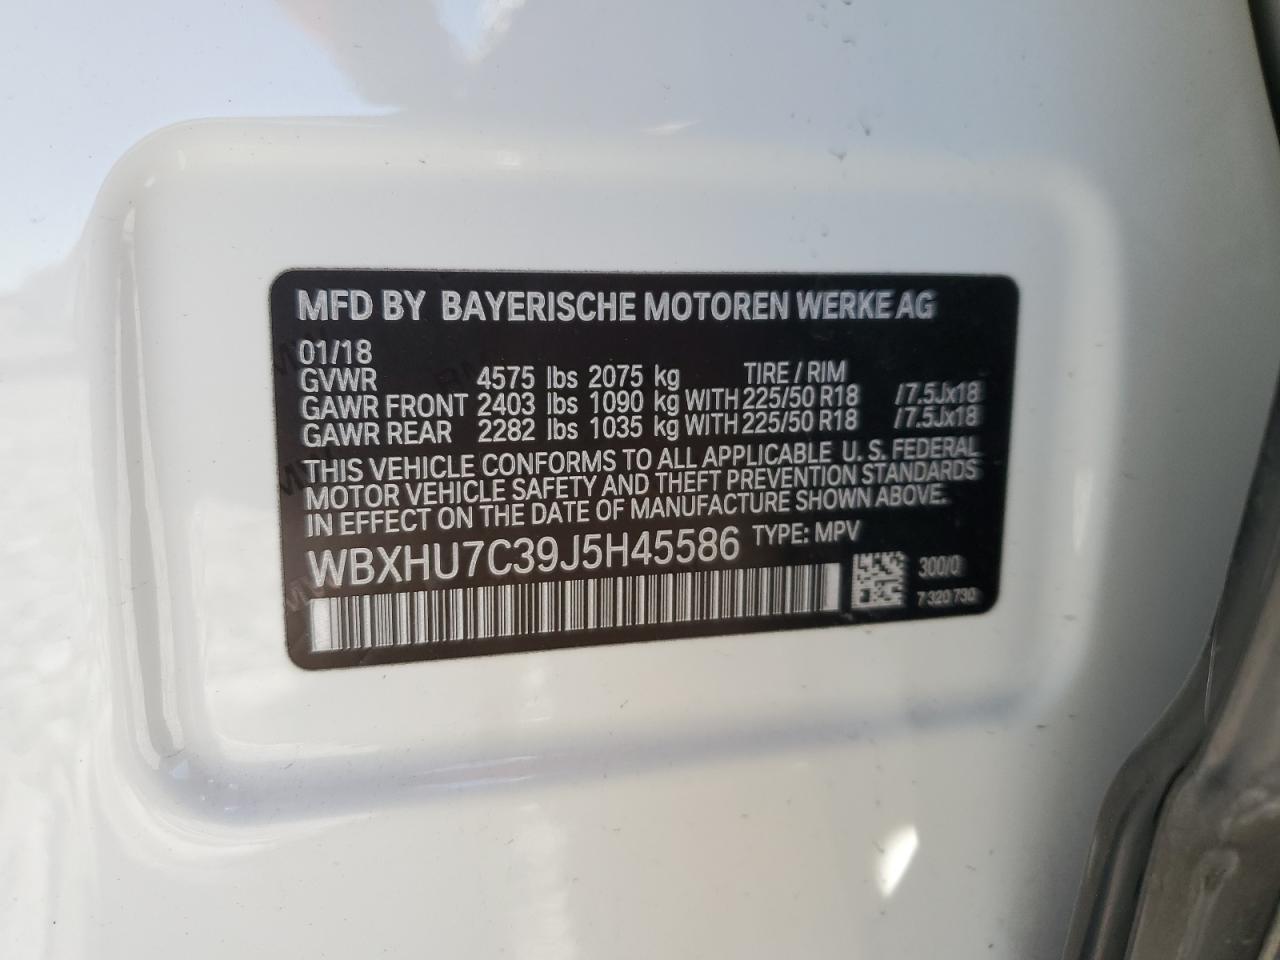 MFD BY BAYERISCHE MOTOREN WERKE AG
01/18
GVWR 4575 lbs 2075 kg TIRE / RIM
GAWR FRONT 2403 lbs 1090 kg WITH 225/50 R18 /7.5Jx18
GAWR REAR 2282 lbs 1035 kg WITH 225/50 R18 /7.5Jx18
THIS VEHICLE CONFORMS TO ALL APPLICABLE U. S. FEDERAL
MOTOR VEHICLE SAFETY AND THEFT PREVENTION STANDARDS
IN EFFECT ON THE DATE OF MANUFACTURE SHOWN ABOVE.
WBXHU7C39J5H45586 TYPE: MPV
300/0
7 320 730